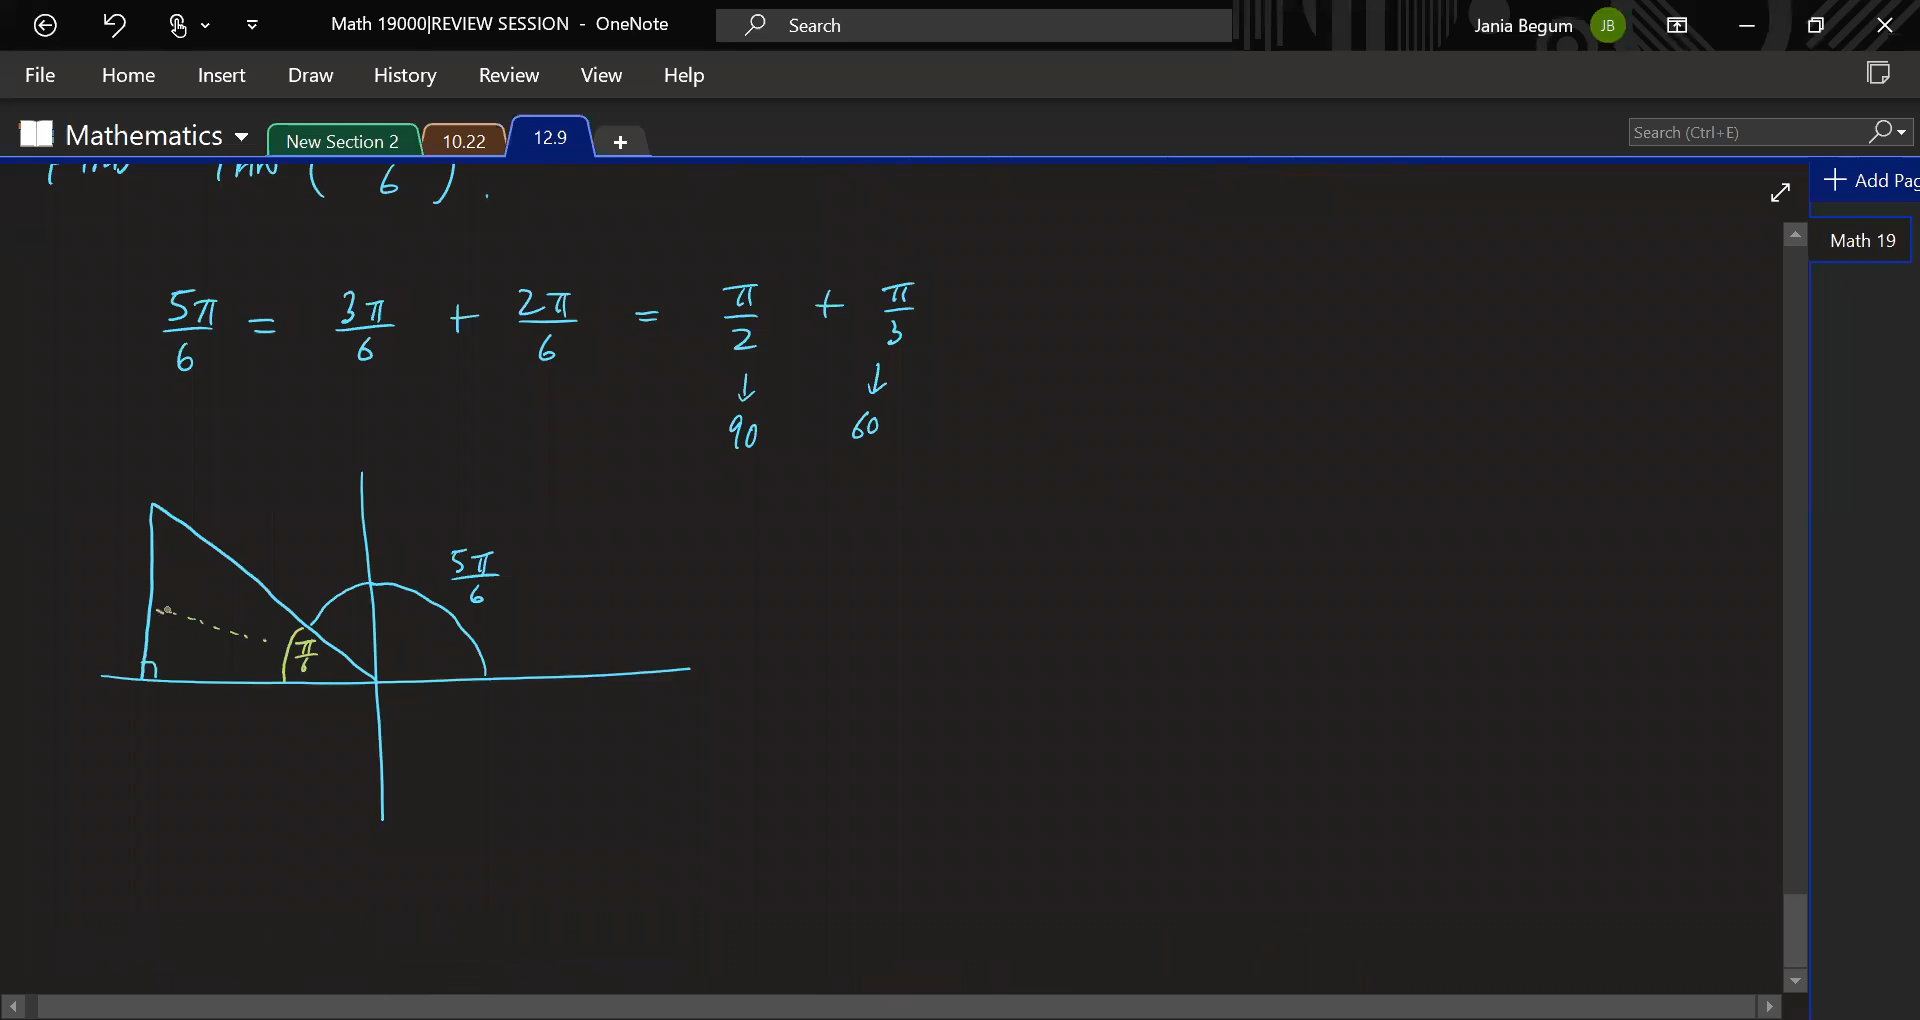 Math 19000|REVIEW SESSION - OneNote
Search
Jania Begum
JB
File Home Insert Draw History Review View Help
Mathematics
New Section 2
10.22
12.9
+
Search (Ctrl+E)
+ Add Pag
Math 19
( 6 ) .
5π/6 = 3π/6 + 2π/6 = π/2 + π/3
↓ ↓
90 60
5π/6
π/6